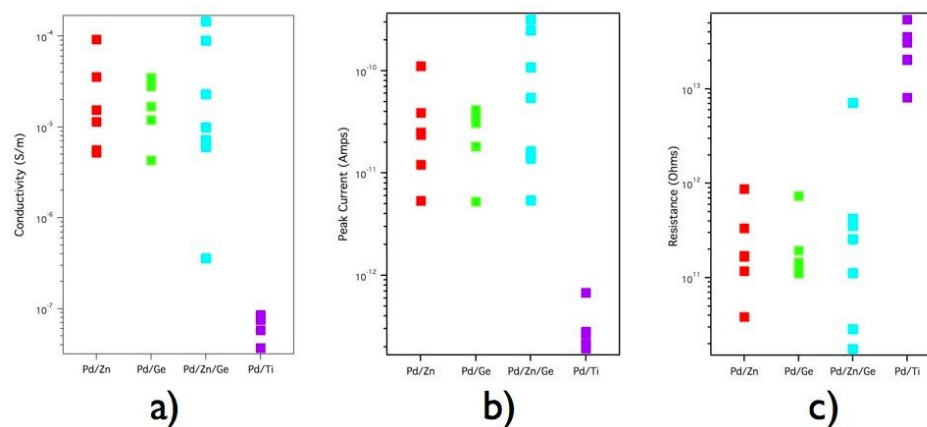 Conductivity (S/m)
10⁻⁴
10⁻⁵
10⁻⁶
10⁻⁷
Pd/Zn Pd/Ge Pd/Zn/Ge Pd/Ti
a)
Peak Current (Amps)
10⁻¹⁰
10⁻¹¹
10⁻¹²
Pd/Zn Pd/Ge Pd/Zn/Ge Pd/Ti
b)
Resistance (Ohms)
10¹³
10¹²
10¹¹
Pd/Zn Pd/Ge Pd/Zn/Ge Pd/Ti
c)